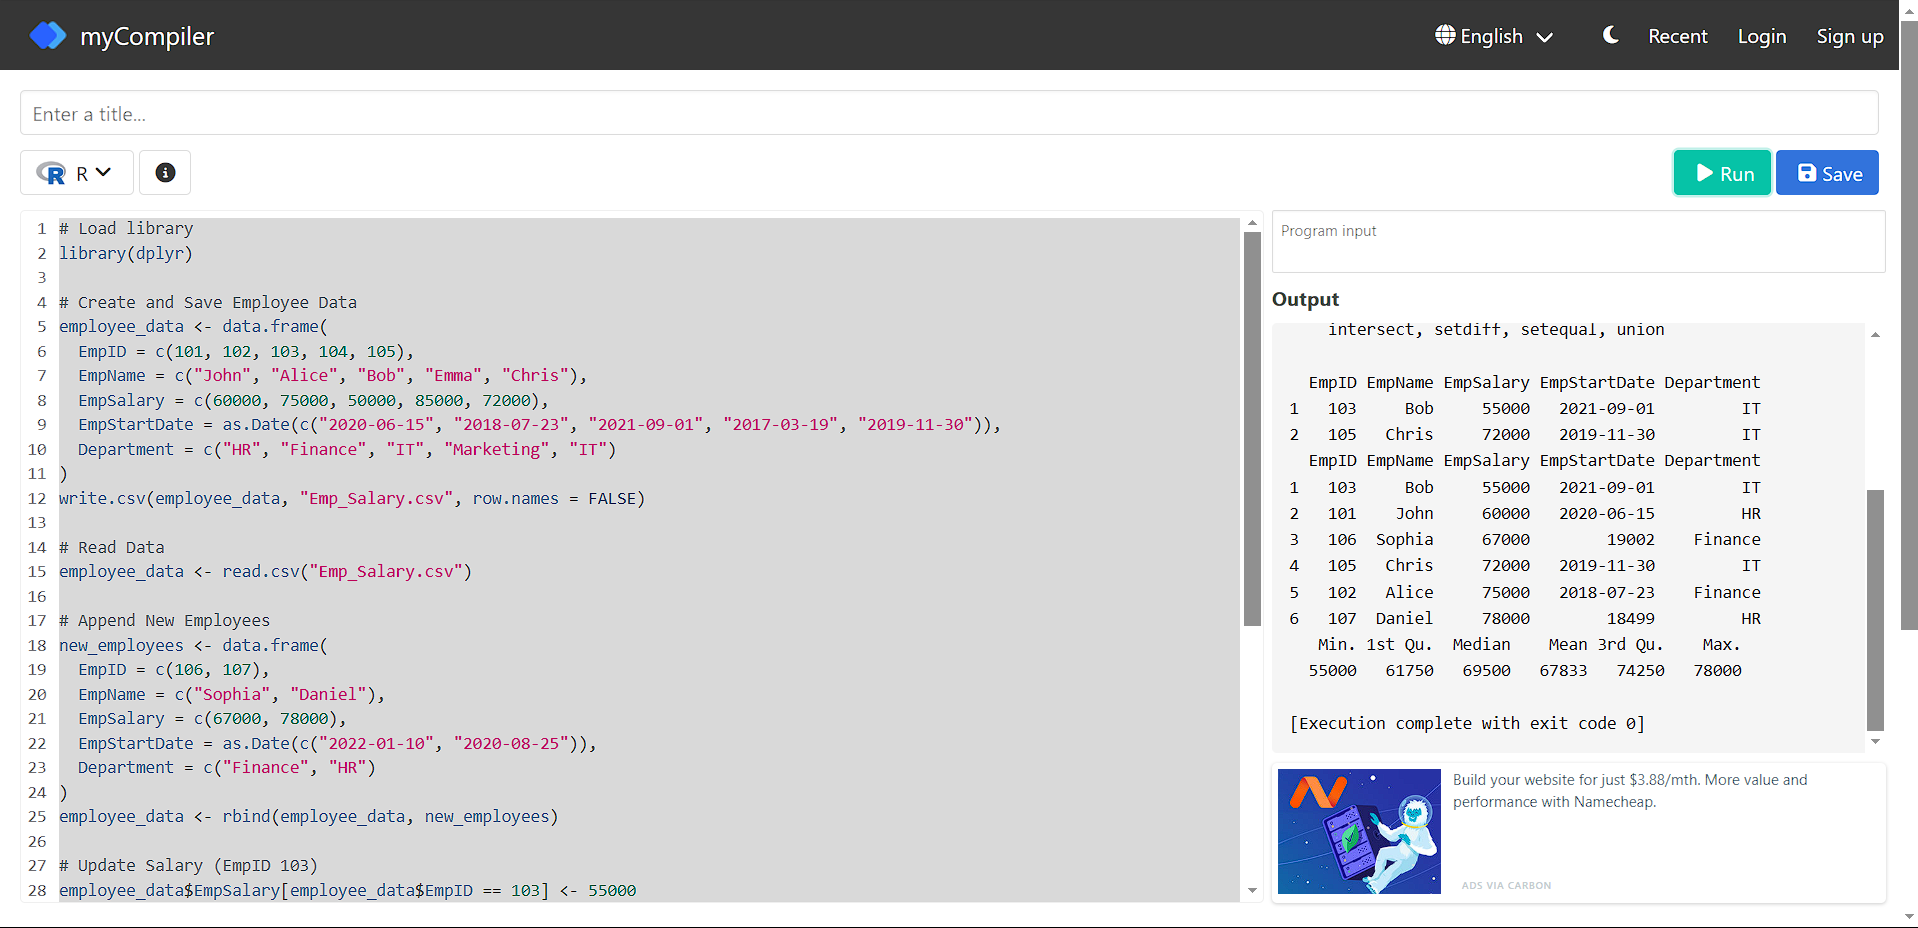 myCompiler
English
Recent
Login
Sign up
Enter a title...
R
Run
Save
1 # Load library
2 library(dplyr)
3
4 # Create and Save Employee Data
5 employee_data <- data.frame(
6   EmpID = c(101, 102, 103, 104, 105),
7   EmpName = c("John", "Alice", "Bob", "Emma", "Chris"),
8   EmpSalary = c(60000, 75000, 50000, 85000, 72000),
9   EmpStartDate = as.Date(c("2020-06-15", "2018-07-23", "2021-09-01", "2017-03-19", "2019-11-30")),
10   Department = c("HR", "Finance", "IT", "Marketing", "IT")
11 )
12 write.csv(employee_data, "Emp_Salary.csv", row.names = FALSE)
13
14 # Read Data
15 employee_data <- read.csv("Emp_Salary.csv")
16
17 # Append New Employees
18 new_employees <- data.frame(
19   EmpID = c(106, 107),
20   EmpName = c("Sophia", "Daniel"),
21   EmpSalary = c(67000, 78000),
22   EmpStartDate = as.Date(c("2022-01-10", "2020-08-25")),
23   Department = c("Finance", "HR")
24 )
25 employee_data <- rbind(employee_data, new_employees)
26
27 # Update Salary (EmpID 103)
28 employee_data$EmpSalary[employee_data$EmpID == 103] <- 55000
Program input
Output
intersect, setdiff, setequal, union
EmpID EmpName EmpSalary EmpStartDate Department
1 103 Bob 55000 2021-09-01 IT
2 105 Chris 72000 2019-11-30 IT
EmpID EmpName EmpSalary EmpStartDate Department
1 103 Bob 55000 2021-09-01 IT
2 101 John 60000 2020-06-15 HR
3 106 Sophia 67000 19002 Finance
4 105 Chris 72000 2019-11-30 IT
5 102 Alice 75000 2018-07-23 Finance
6 107 Daniel 78000 18499 HR
Min. 1st Qu. Median Mean 3rd Qu. Max.
55000 61750 69500 67833 74250 78000
[Execution complete with exit code 0]
Build your website for just $3.88/mth. More value and
performance with Namecheap.
ADS VIA CARBON